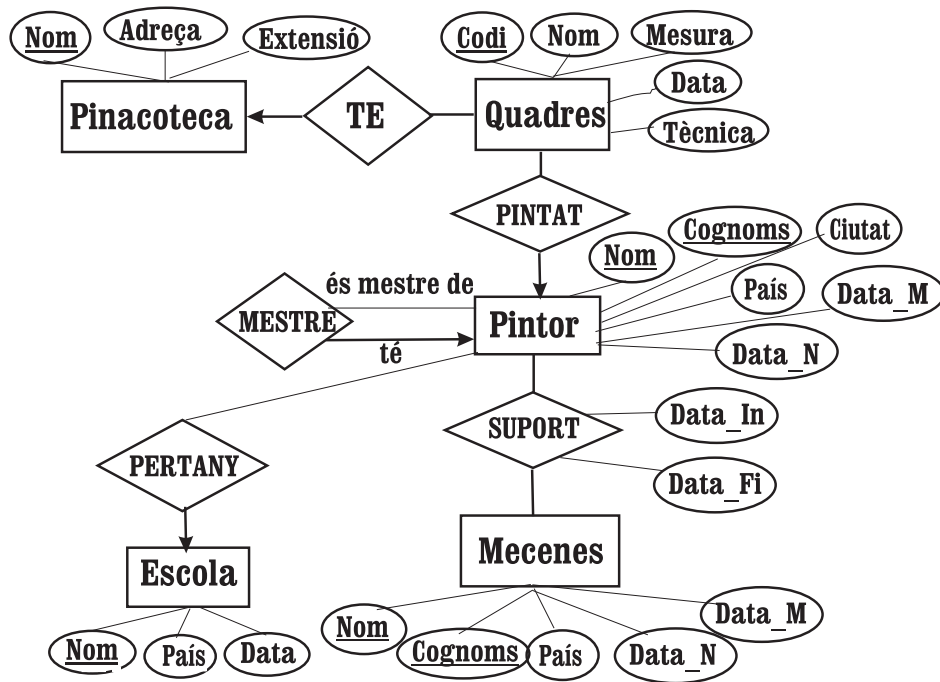 Nom
Adreça
Extensió
Codi
Nom
Mesura
Data
Tècnica
Pinacoteca
TE
Quadres
PINTAT
Cognoms
Ciutat
Nom
País
Data_M
Data_N
és mestre de
MESTRE
té
Pintor
SUPORT
Data_In
Data_Fi
PERTANY
Escola
Mecenes
Nom
País
Data
Nom
Cognoms
País
Data_N
Data_M